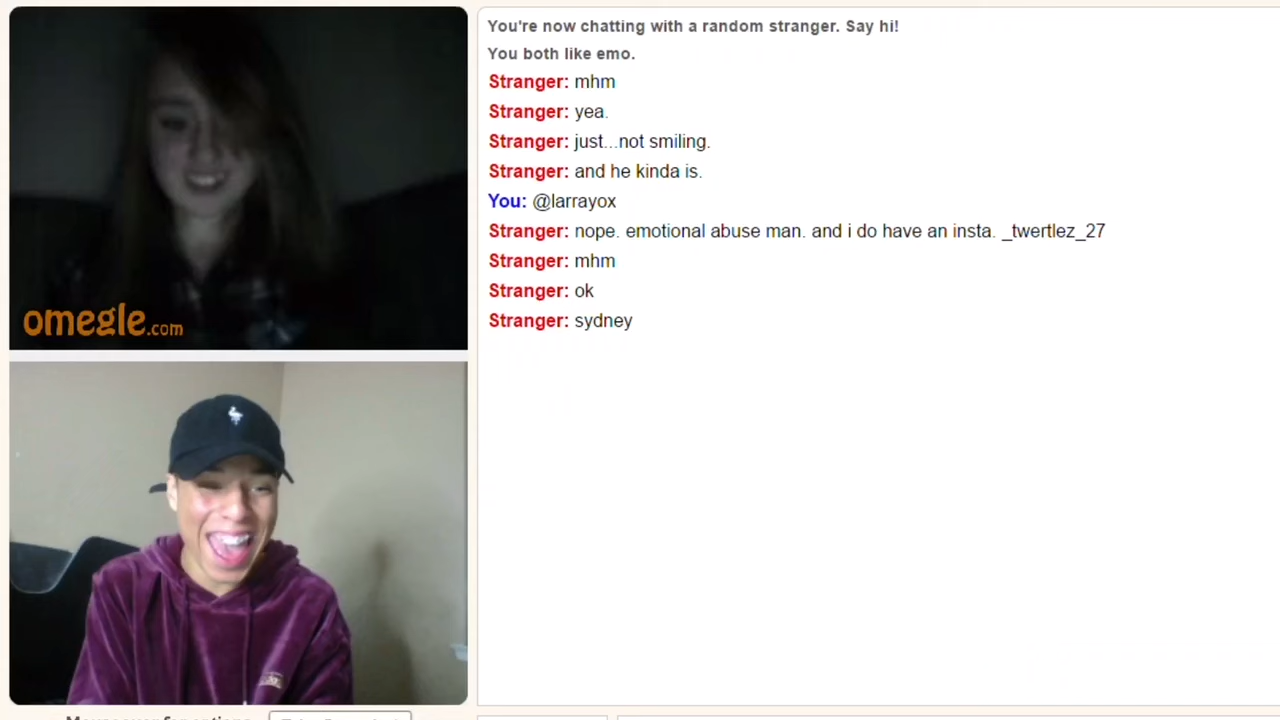 You're now chatting with a random stranger. Say hi!
You both like emo.
Stranger: mhm
Stranger: yea.
Stranger: just...not smiling.
Stranger: and he kinda is.
You: @larrayox
Stranger: nope. emotional abuse man. and i do have an insta. _twertlez_27
Stranger: mhm
Stranger: ok
Stranger: sydney
omegle.com